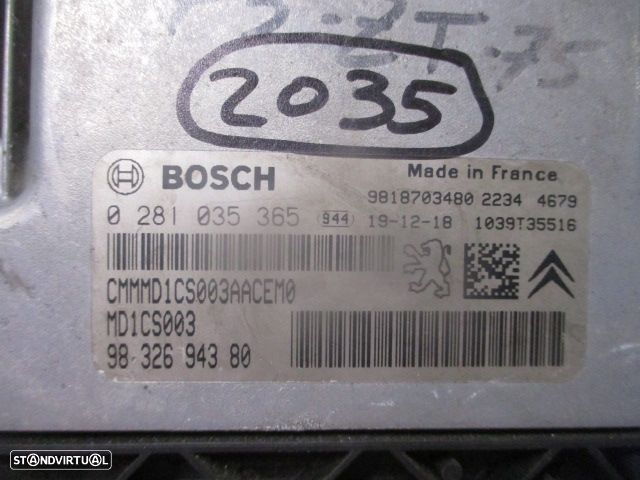 2035
BOSCH
Made in France
9818703480 2234 4679
0 281 035 365 944 19-12-18 1039T35516
CMMMD1CS003AACEM0
MD1CS003
98 326 943 80
STANDVIRTUAL